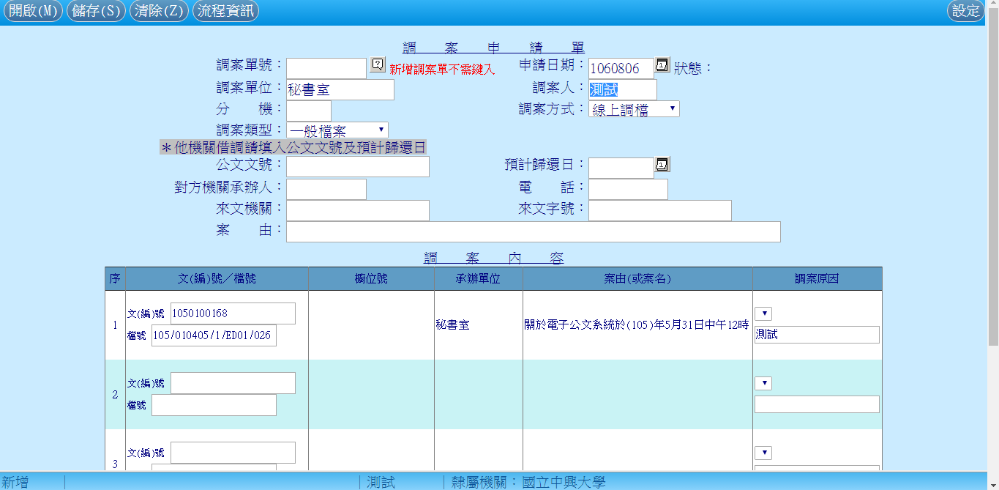 開啟(M) 儲存(S) 清除(Z) 流程資訊 設定
調 案 申 請 單
調案單號： 新增調案單不需鍵入 申請日期：1060806 狀態：
調案單位：秘書室 調案人：測試
分 機： 調案方式：線上調檔
調案類型：一般檔案
＊他機關借調請填入公文文號及預計歸還日
公文文號： 預計歸還日：
對方機關承辦人： 電 話：
來文機關： 來文字號：
案 由：
調 案 內 容
序 文(編)號／檔號 櫥位號 承辦單位 案由(或案名) 調案原因
1 文(編)號 1050100168
檔號 105/010405/1/ED01/026 秘書室 關於電子公文系統於(105)年5月31日中午12時 測試
2 文(編)號
檔號
3 文(編)號
新增 測試 隸屬機關：國立中興大學